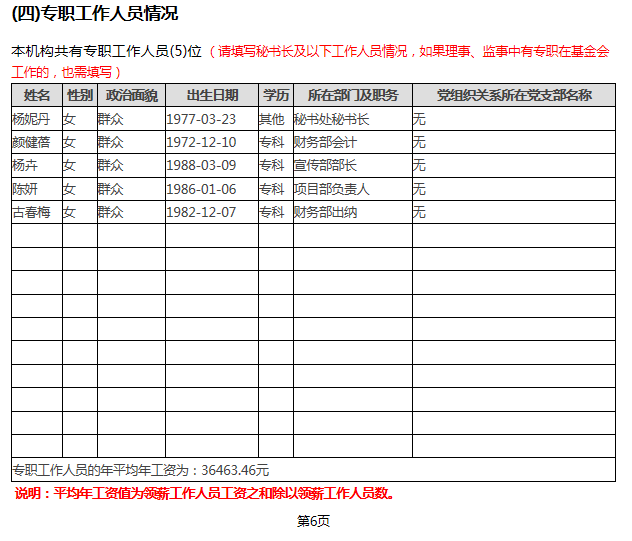 (四)专职工作人员情况
本机构共有专职工作人员(5)位（请填写秘书长及以下工作人员情况，如果理事、监事中有专职在基金会
工作的，也需填写）
姓名 性别 政治面貌 出生日期 学历 所在部门及职务 党组织关系所在党支部名称
杨妮丹 女 群众 1977-03-23 其他 秘书处秘书长 无
颜健蓓 女 群众 1972-12-10 专科 财务部会计 无
杨卉 女 群众 1988-03-09 专科 宣传部部长 无
陈妍 女 群众 1986-01-06 专科 项目部负责人 无
古春梅 女 群众 1982-12-07 专科 财务部出纳 无
专职工作人员的年平均年工资为：36463.46元
说明：平均年工资值为领薪工作人员工资之和除以领薪工作人员数。
第6页